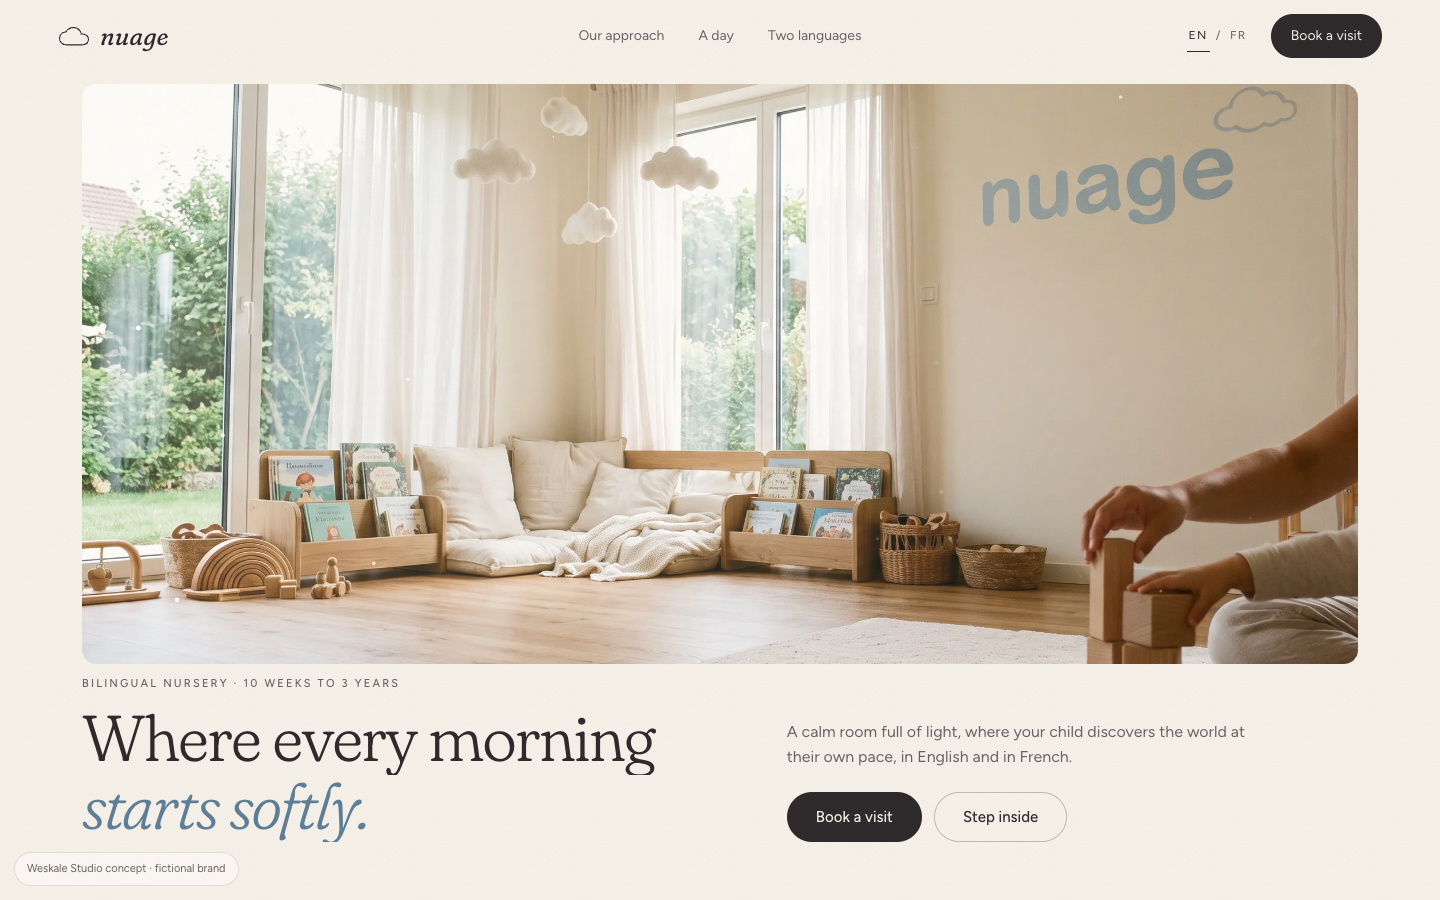 nuage
Our approach
A day
Two languages
EN / FR
Book a visit
nuage
BILINGUAL NURSERY · 10 WEEKS TO 3 YEARS
Where every morning
starts softly.
A calm room full of light, where your child discovers the world at
their own pace, in English and in French.
Book a visit
Step inside
Weskale Studio concept · fictional brand